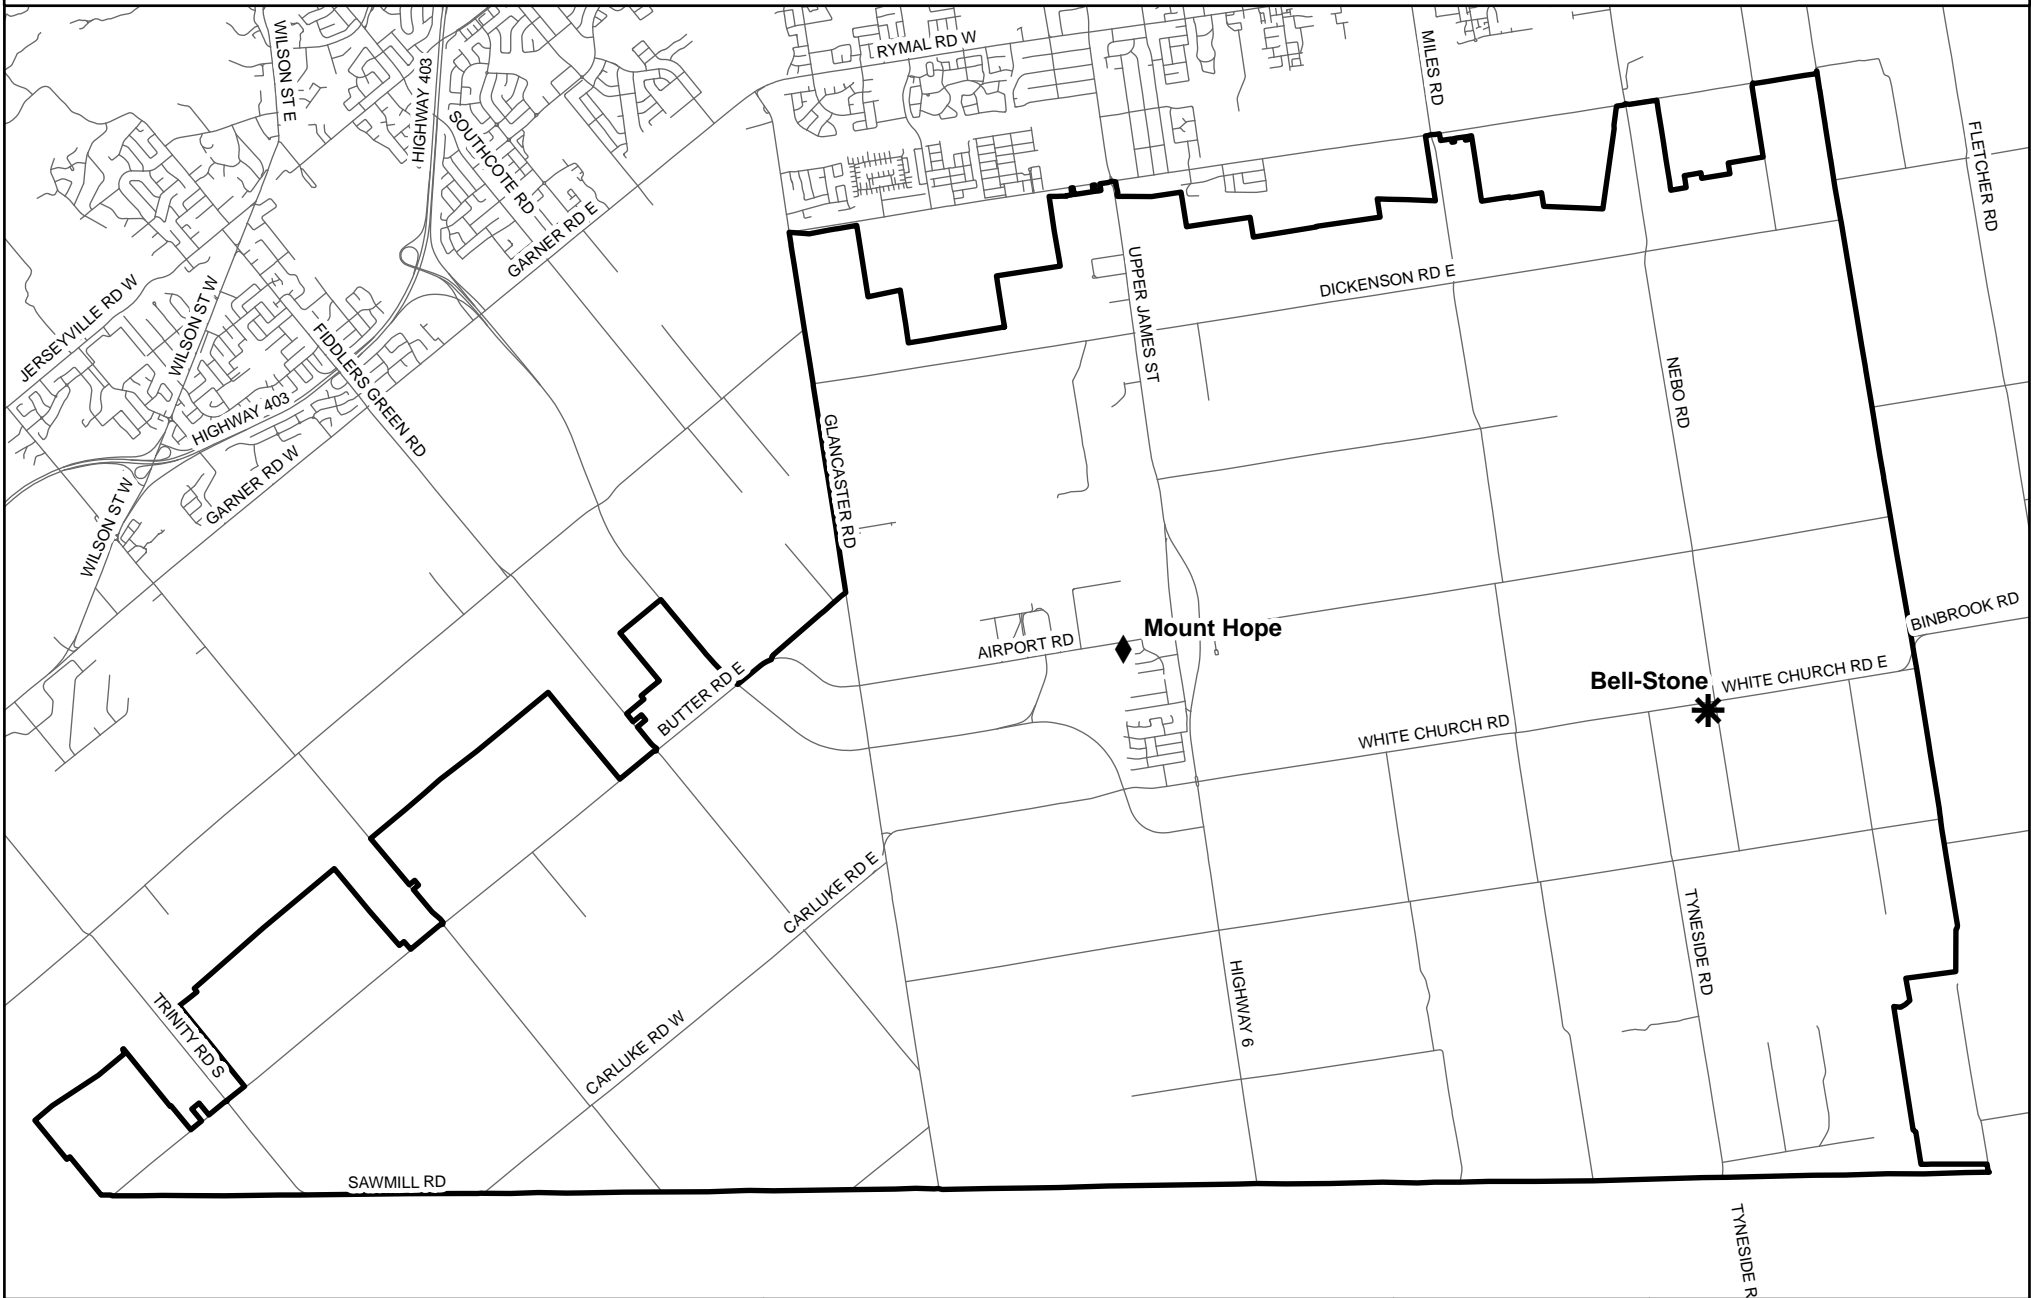 WILSON ST E
HIGHWAY 403
RYMAL RD W
MILES RD
SOUTHCOTE RD
FLETCHER RD
GARNER RD E
JERSEYVILLE RD W
WILSON ST W
UPPER JAMES ST
DICKENSON RD E
FIDDLERS GREEN RD
NEBO RD
HIGHWAY 403
GLANCASTER RD
GARNER RD W
WILSON ST W
BINBROOK RD
Mount Hope
AIRPORT RD
Bell-Stone
WHITE CHURCH RD E
BUTTER RD E
WHITE CHURCH RD
CARLUKE RD E
TYNESIDE RD
HIGHWAY 6
TRINITY RD S
CARLUKE RD W
SAWMILL RD
TYNESIDE R